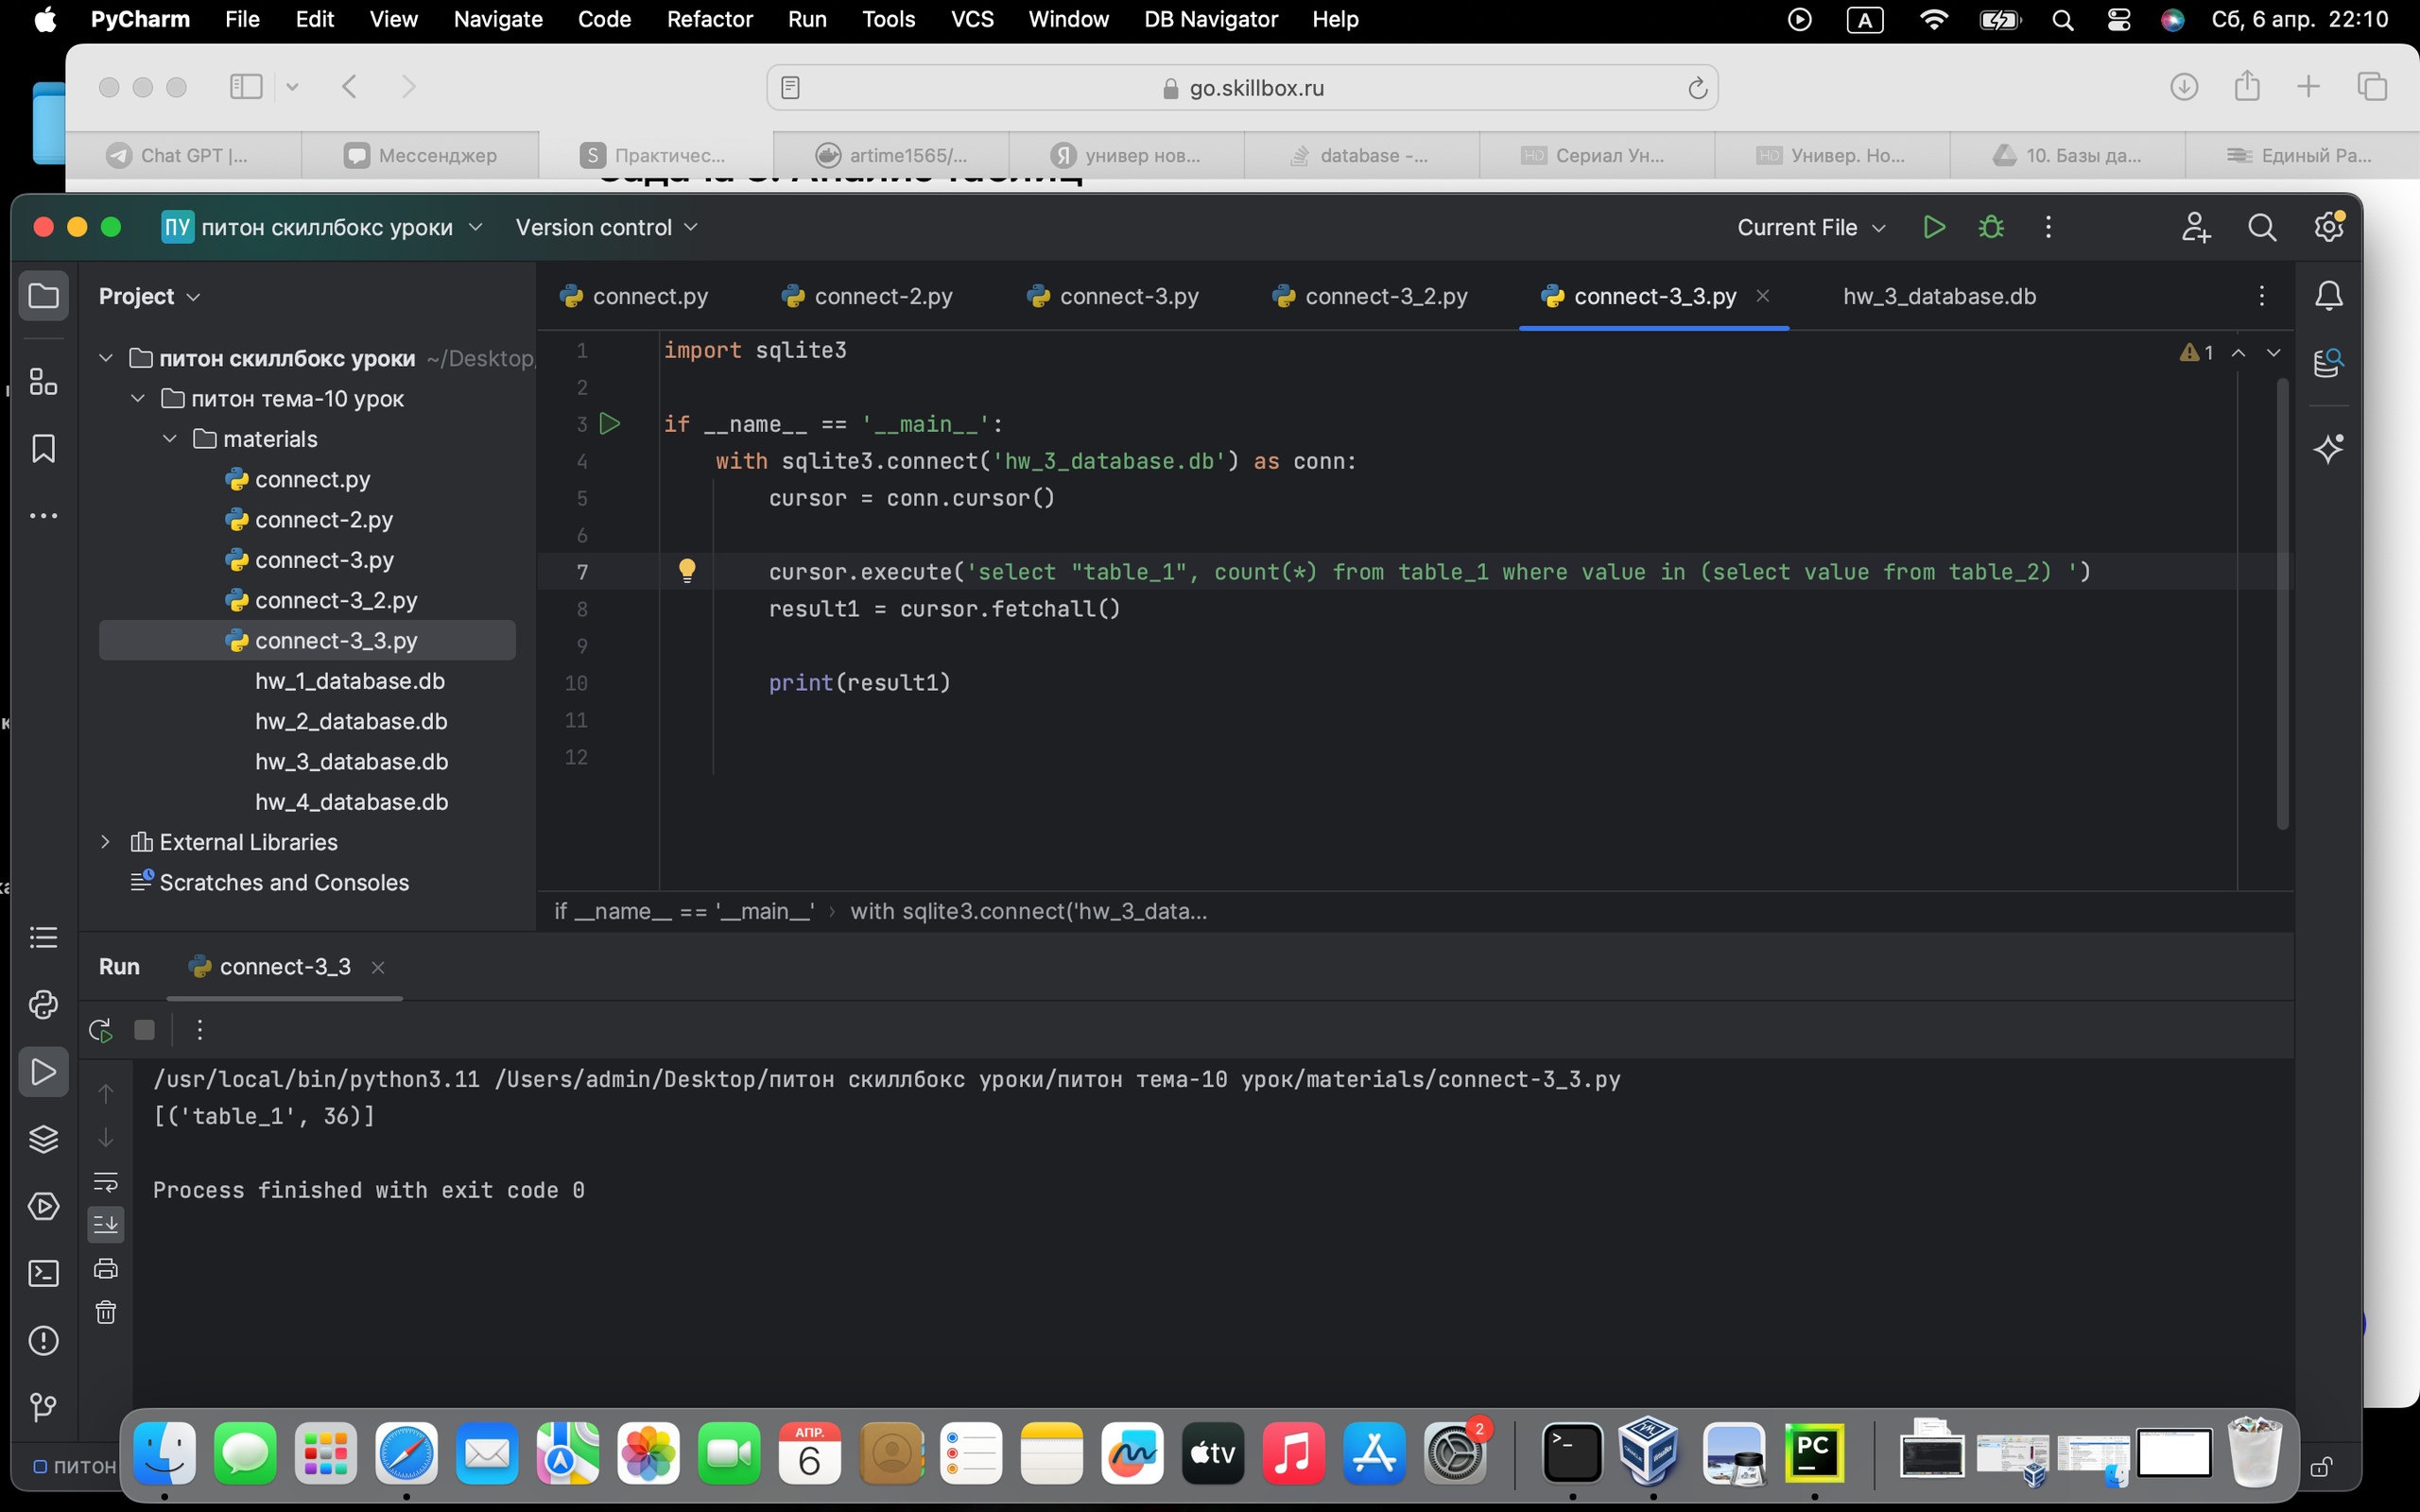 PyCharm File Edit View Navigate Code Refactor Run Tools VCS Window DB Navigator Help A Сб, 6 апр. 22:10
go.skillbox.ru
Chat GPT |... Мессенджер S Практичес... artime1565/... Я универ нов... database -... HD Сериал Ун... HD Универ. Но... 10. Базы да... Единый Ра...
ПУ питон скиллбокс уроки Version control Current File
Project connect.py connect-2.py connect-3.py connect-3_2.py connect-3_3.py hw_3_database.db
питон скиллбокс уроки ~/Desktop/
питон тема-10 урок
materials
connect.py
connect-2.py
connect-3.py
connect-3_2.py
connect-3_3.py
hw_1_database.db
hw_2_database.db
hw_3_database.db
hw_4_database.db
External Libraries
Scratches and Consoles
1 import sqlite3
2
3 if __name__ == '__main__':
4 with sqlite3.connect('hw_3_database.db') as conn:
5 cursor = conn.cursor()
6
7 cursor.execute('select "table_1", count(*) from table_1 where value in (select value from table_2) ')
8 result1 = cursor.fetchall()
9
10 print(result1)
11
12
1
if __name__ == '__main__' › with sqlite3.connect('hw_3_data...
Run connect-3_3
/usr/local/bin/python3.11 /Users/admin/Desktop/питон скиллбокс уроки/питон тема-10 урок/materials/connect-3_3.py
[('table_1', 36)]
Process finished with exit code 0
питон
АПР.
6
tv
2
PC